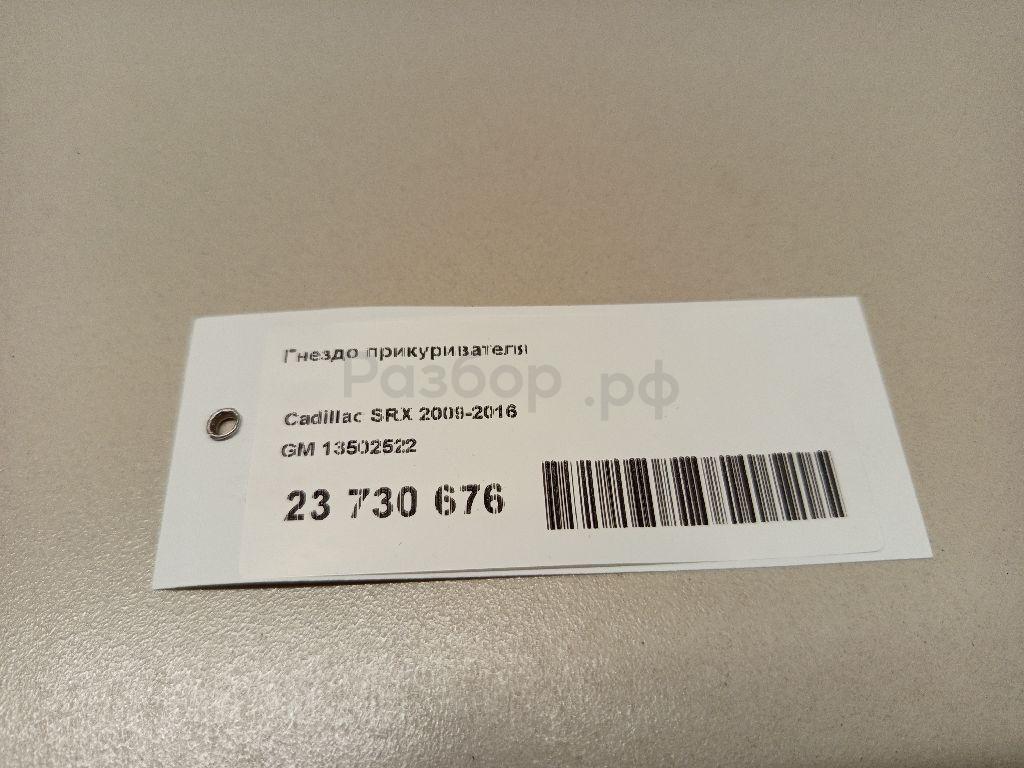 Гнездо прикуривателя
Разбор.рф
Cadillac SRX 2009-2016
GM 13502522
23 730 676